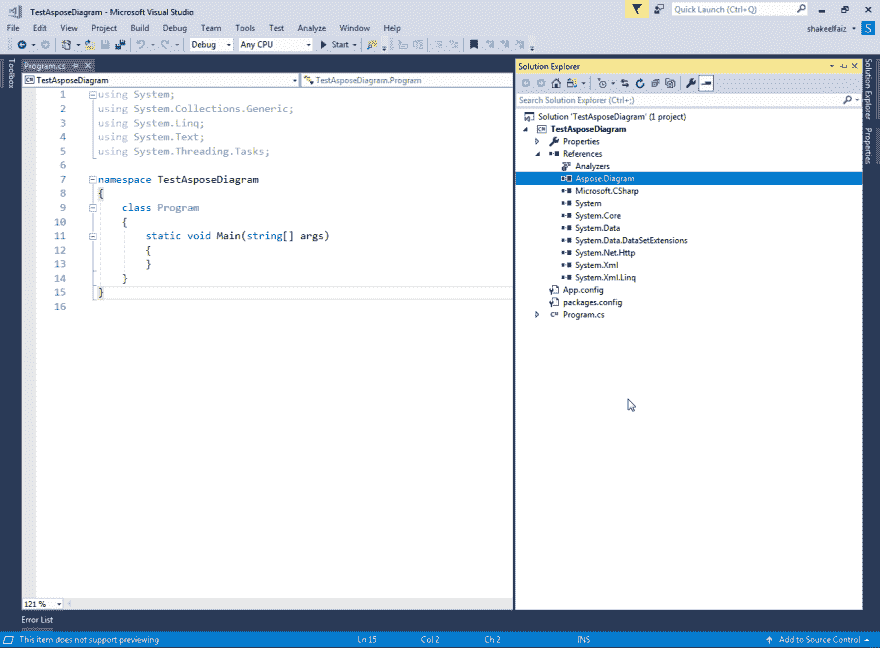 TestAsposeDiagram - Microsoft Visual Studio
Quick Launch (Ctrl+Q)
File Edit View Project Build Debug Team Tools Test Analyze Window Help
shakeelfaiz
S
Debug Any CPU Start
Toolbox
Program.cs
TestAsposeDiagram
TestAsposeDiagram.Program
1 using System;
2 using System.Collections.Generic;
3 using System.Linq;
4 using System.Text;
5 using System.Threading.Tasks;
6
7 namespace TestAsposeDiagram
8 {
9 class Program
10 {
11 static void Main(string[] args)
12 {
13 }
14 }
15 }
16
121 %
Solution Explorer
Search Solution Explorer (Ctrl+;)
Solution 'TestAsposeDiagram' (1 project)
TestAsposeDiagram
Properties
References
Analyzers
Aspose.Diagram
Microsoft.CSharp
System
System.Core
System.Data
System.Data.DataSetExtensions
System.Net.Http
System.Xml
System.Xml.Linq
App.config
packages.config
C# Program.cs
Solution Explorer
Properties
Error List
This item does not support previewing
Ln 15 Col 2 Ch 2 INS
Add to Source Control